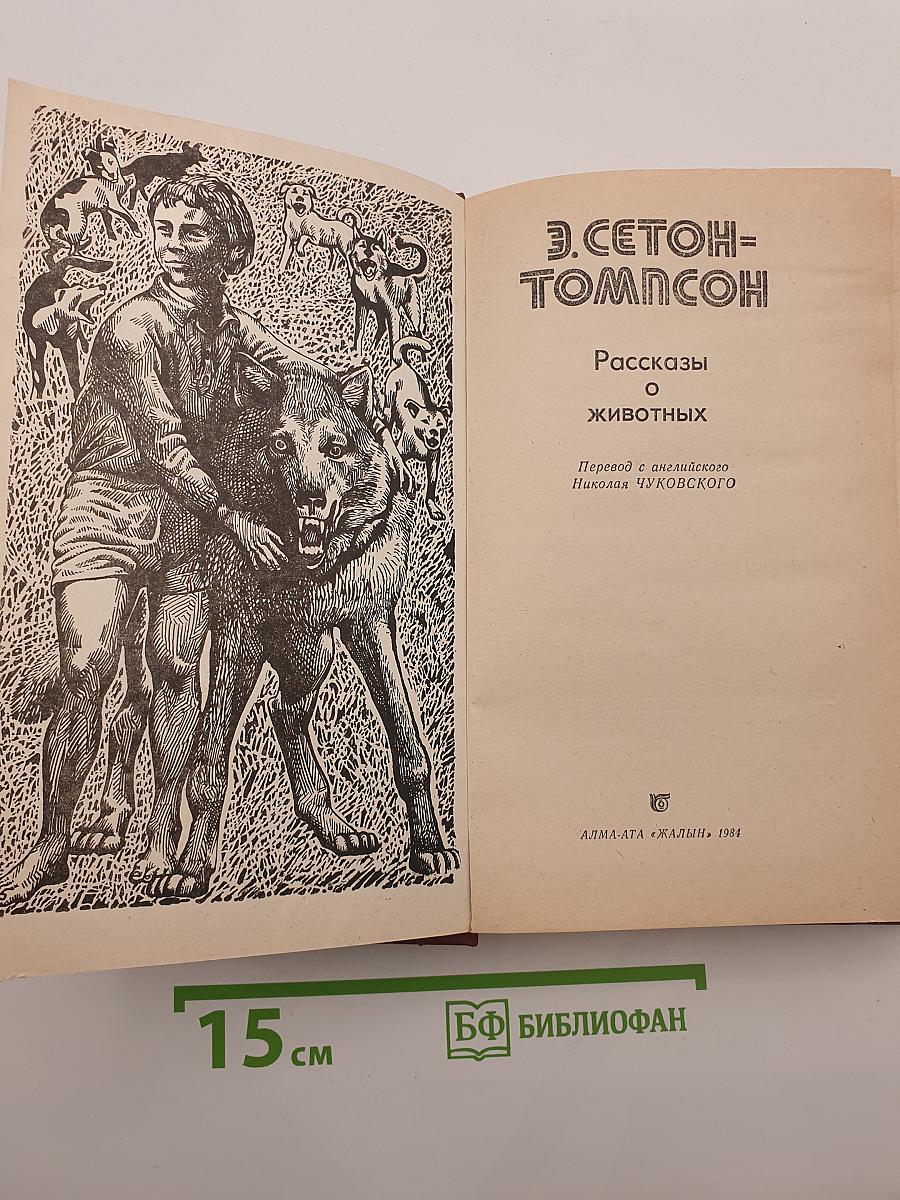 Э. СЕТОН-
ТОМПСОН
Рассказы
о
животных
Перевод с английского
Николая ЧУКОВСКОГО
АЛМА-АТА «ЖАЛЫН» 1984
15 см
БФ БИБЛИОФАН